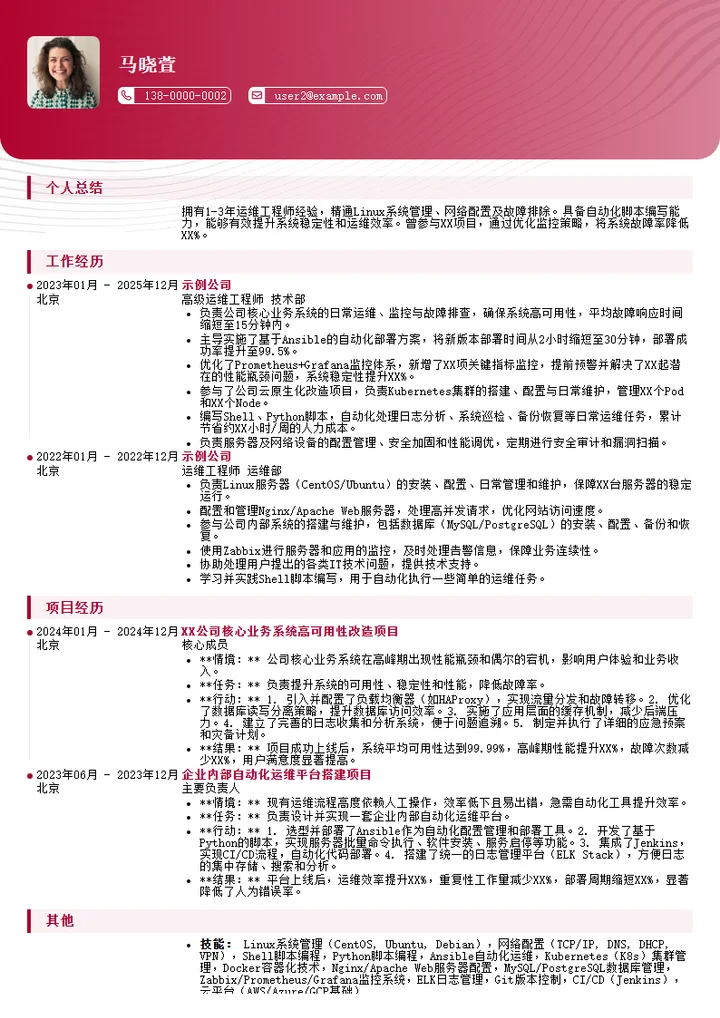 马晓萱
138-0000-0002
user2@example.com
个人总结
拥有1-3年运维工程师经验，精通Linux系统管理、网络配置及故障排除。具备自动化脚本编写能
力，能够有效提升系统稳定性和运维效率。曾参与XX项目，通过优化监控策略，将系统故障率降低
XX%。
工作经历
2023年01月 - 2025年12月 示例公司
北京 高级运维工程师 技术部
• 负责公司核心业务系统的日常运维、监控与故障排查，确保系统高可用性，平均故障响应时间
缩短至15分钟内。
• 主导实施了基于Ansible的自动化部署方案，将新版本部署时间从2小时缩短至30分钟，部署成
功率提升至99.5%。
• 优化了Prometheus+Grafana监控体系，新增了XX项关键指标监控，提前预警并解决了XX起潜
在的性能瓶颈问题，系统稳定性提升XX%。
• 参与了公司云原生化改造项目，负责Kubernetes集群的搭建、配置与日常维护，管理XX个Pod
和XX个Node。
• 编写Shell、Python脚本，自动化处理日志分析、系统巡检、备份恢复等日常运维任务，累计
节省约XX小时/周的人力成本。
• 负责服务器及网络设备的配置管理、安全加固和性能调优，定期进行安全审计和漏洞扫描。
2022年01月 - 2022年12月 示例公司
北京 运维工程师 运维部
• 负责Linux服务器（CentOS/Ubuntu）的安装、配置、日常管理和维护，保障XX台服务器的稳定
运行。
• 配置和管理Nginx/Apache Web服务器，处理高并发请求，优化网站访问速度。
• 参与公司内部系统的搭建与维护，包括数据库（MySQL/PostgreSQL）的安装、配置、备份和恢
复。
• 使用Zabbix进行服务器和应用的监控，及时处理告警信息，保障业务连续性。
• 协助处理用户提出的各类IT技术问题，提供技术支持。
• 学习并实践Shell脚本编写，用于自动化执行一些简单的运维任务。
项目经历
2024年01月 - 2024年12月 XX公司核心业务系统高可用性改造项目
北京 核心成员
• **情境：** 公司核心业务系统在高峰期出现性能瓶颈和偶尔的宕机，影响用户体验和业务收
入。
• **任务：** 负责提升系统的可用性、稳定性和性能，降低故障率。
• **行动：** 1. 引入并配置了负载均衡器（如HAProxy），实现流量分发和故障转移。2. 优化
了数据库读写分离策略，提升数据库访问效率。3. 实施了应用层面的缓存机制，减少后端压
力。4. 建立了完善的日志收集和分析系统，便于问题追溯。5. 制定并执行了详细的应急预案
和灾备计划。
• **结果：** 项目成功上线后，系统平均可用性达到99.99%，高峰期性能提升XX%，故障次数减
少XX%，用户满意度显著提高。
2023年06月 - 2023年12月 企业内部自动化运维平台搭建项目
北京 主要负责人
• **情境：** 现有运维流程高度依赖人工操作，效率低下且易出错，急需自动化工具提升效率。
• **任务：** 负责设计并实现一套企业内部自动化运维平台。
• **行动：** 1. 选型并部署了Ansible作为自动化配置管理和部署工具。2. 开发了基于
Python的脚本，实现服务器批量命令执行、软件安装、服务启停等功能。3. 集成了Jenkins，
实现CI/CD流程，自动化代码部署。4. 搭建了统一的日志管理平台（ELK Stack），方便日志
的集中存储、搜索和分析。
• **结果：** 平台上线后，运维效率提升XX%，重复性工作量减少XX%，部署周期缩短XX%，显著
降低了人为错误率。
其他
• 技能： Linux系统管理（CentOS, Ubuntu, Debian），网络配置（TCP/IP, DNS, DHCP,
VPN），Shell脚本编程，Python脚本编程，Ansible自动化运维，Kubernetes（K8s）集群管
理，Docker容器化技术，Nginx/Apache Web服务器配置，MySQL/PostgreSQL数据库管理，
Zabbix/Prometheus/Grafana监控系统，ELK日志管理，Git版本控制，CI/CD（Jenkins），
云平台（AWS/Azure/GCP基础）